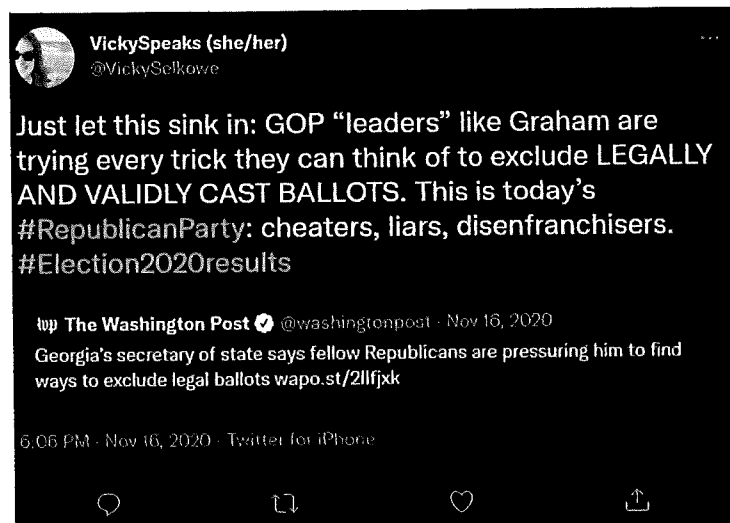 VickySpeaks (she/her)
@VickySelkowe
Just let this sink in: GOP “leaders” like Graham are
trying every trick they can think of to exclude LEGALLY
AND VALIDLY CAST BALLOTS. This is today’s
#RepublicanParty: cheaters, liars, disenfranchisers.
#Election2020results
wp The Washington Post @washingtonpost · Nov 16, 2020
Georgia’s secretary of state says fellow Republicans are pressuring him to find
ways to exclude legal ballots wapo.st/2llfjxk
6:06 PM · Nov 16, 2020 · Twitter for iPhone